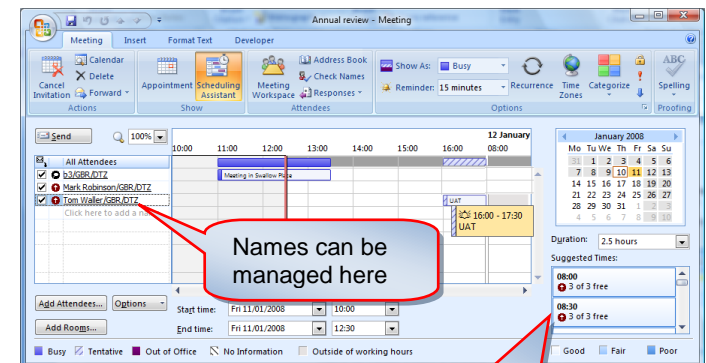 Annual review - Meeting
Meeting Insert Format Text Developer
Cancel Invitation
Calendar
Delete
Forward
Actions
Appointment
Scheduling Assistant
Show
Meeting Workspace
Address Book
Check Names
Responses
Attendees
Show As: Busy
Reminder: 15 minutes
Recurrence
Time Zones
Categorize
Options
ABC
Spelling
Proofing
Send 100%
12 January
10:00 11:00 12:00 13:00 14:00 15:00 16:00 08:00
All Attendees
b3/GBR/DTZ
Meeting in Swallow Place
Mark Robinson/GBR/DTZ
Tom Waller/GBR/DTZ
UAT
Click here to add a
16:00 - 17:30
UAT
Names can be
managed here
January 2008
Mo Tu We Th Fr Sa Su
31 1 2 3 4 5 6
7 8 9 10 11 12 13
14 15 16 17 18 19 20
21 22 23 24 25 26 27
28 29 30 31 1 2 3
4 5 6 7 8 9 10
Duration: 2.5 hours
Suggested Times:
08:00
3 of 3 free
08:30
3 of 3 free
Add Attendees... Options
Start time: Fri 11/01/2008 10:00
Add Rooms...
End time: Fri 11/01/2008 12:30
Busy Tentative Out of Office No Information Outside of working hours
Good Fair Poor